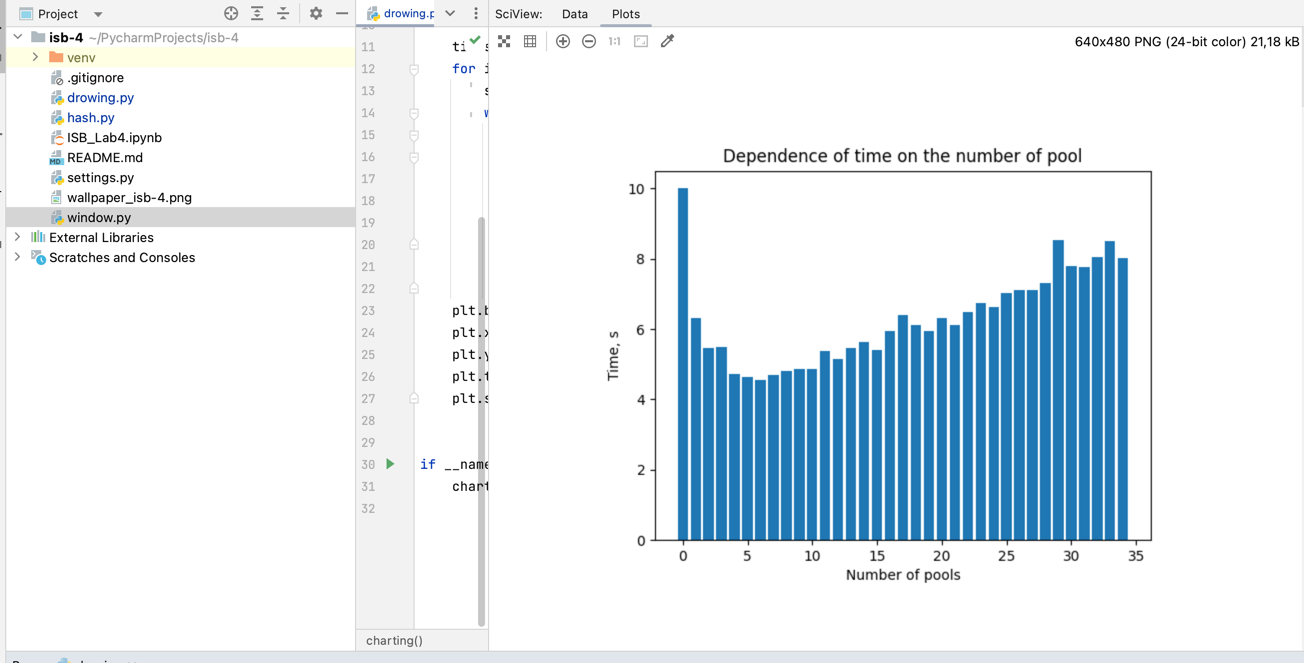 Project
isb-4 ~/PycharmProjects/isb-4
venv
.gitignore
drowing.py
hash.py
ISB_Lab4.ipynb
MD README.md
settings.py
wallpaper_isb-4.png
window.py
External Libraries
Scratches and Consoles
drowing.p
11 ti s
12 for i
13 s
14 w
15
16
17
18
19
20
21
22
23 plt.b
24 plt.x
25 plt.y
26 plt.t
27 plt.s
28
29
30 if __name
31 chart
32
charting()
SciView: Data Plots
1:1
640x480 PNG (24-bit color) 21,18 kB
Dependence of time on the number of pool
10
8
6
4
2
0
Time, s
0 5 10 15 20 25 30 35
Number of pools